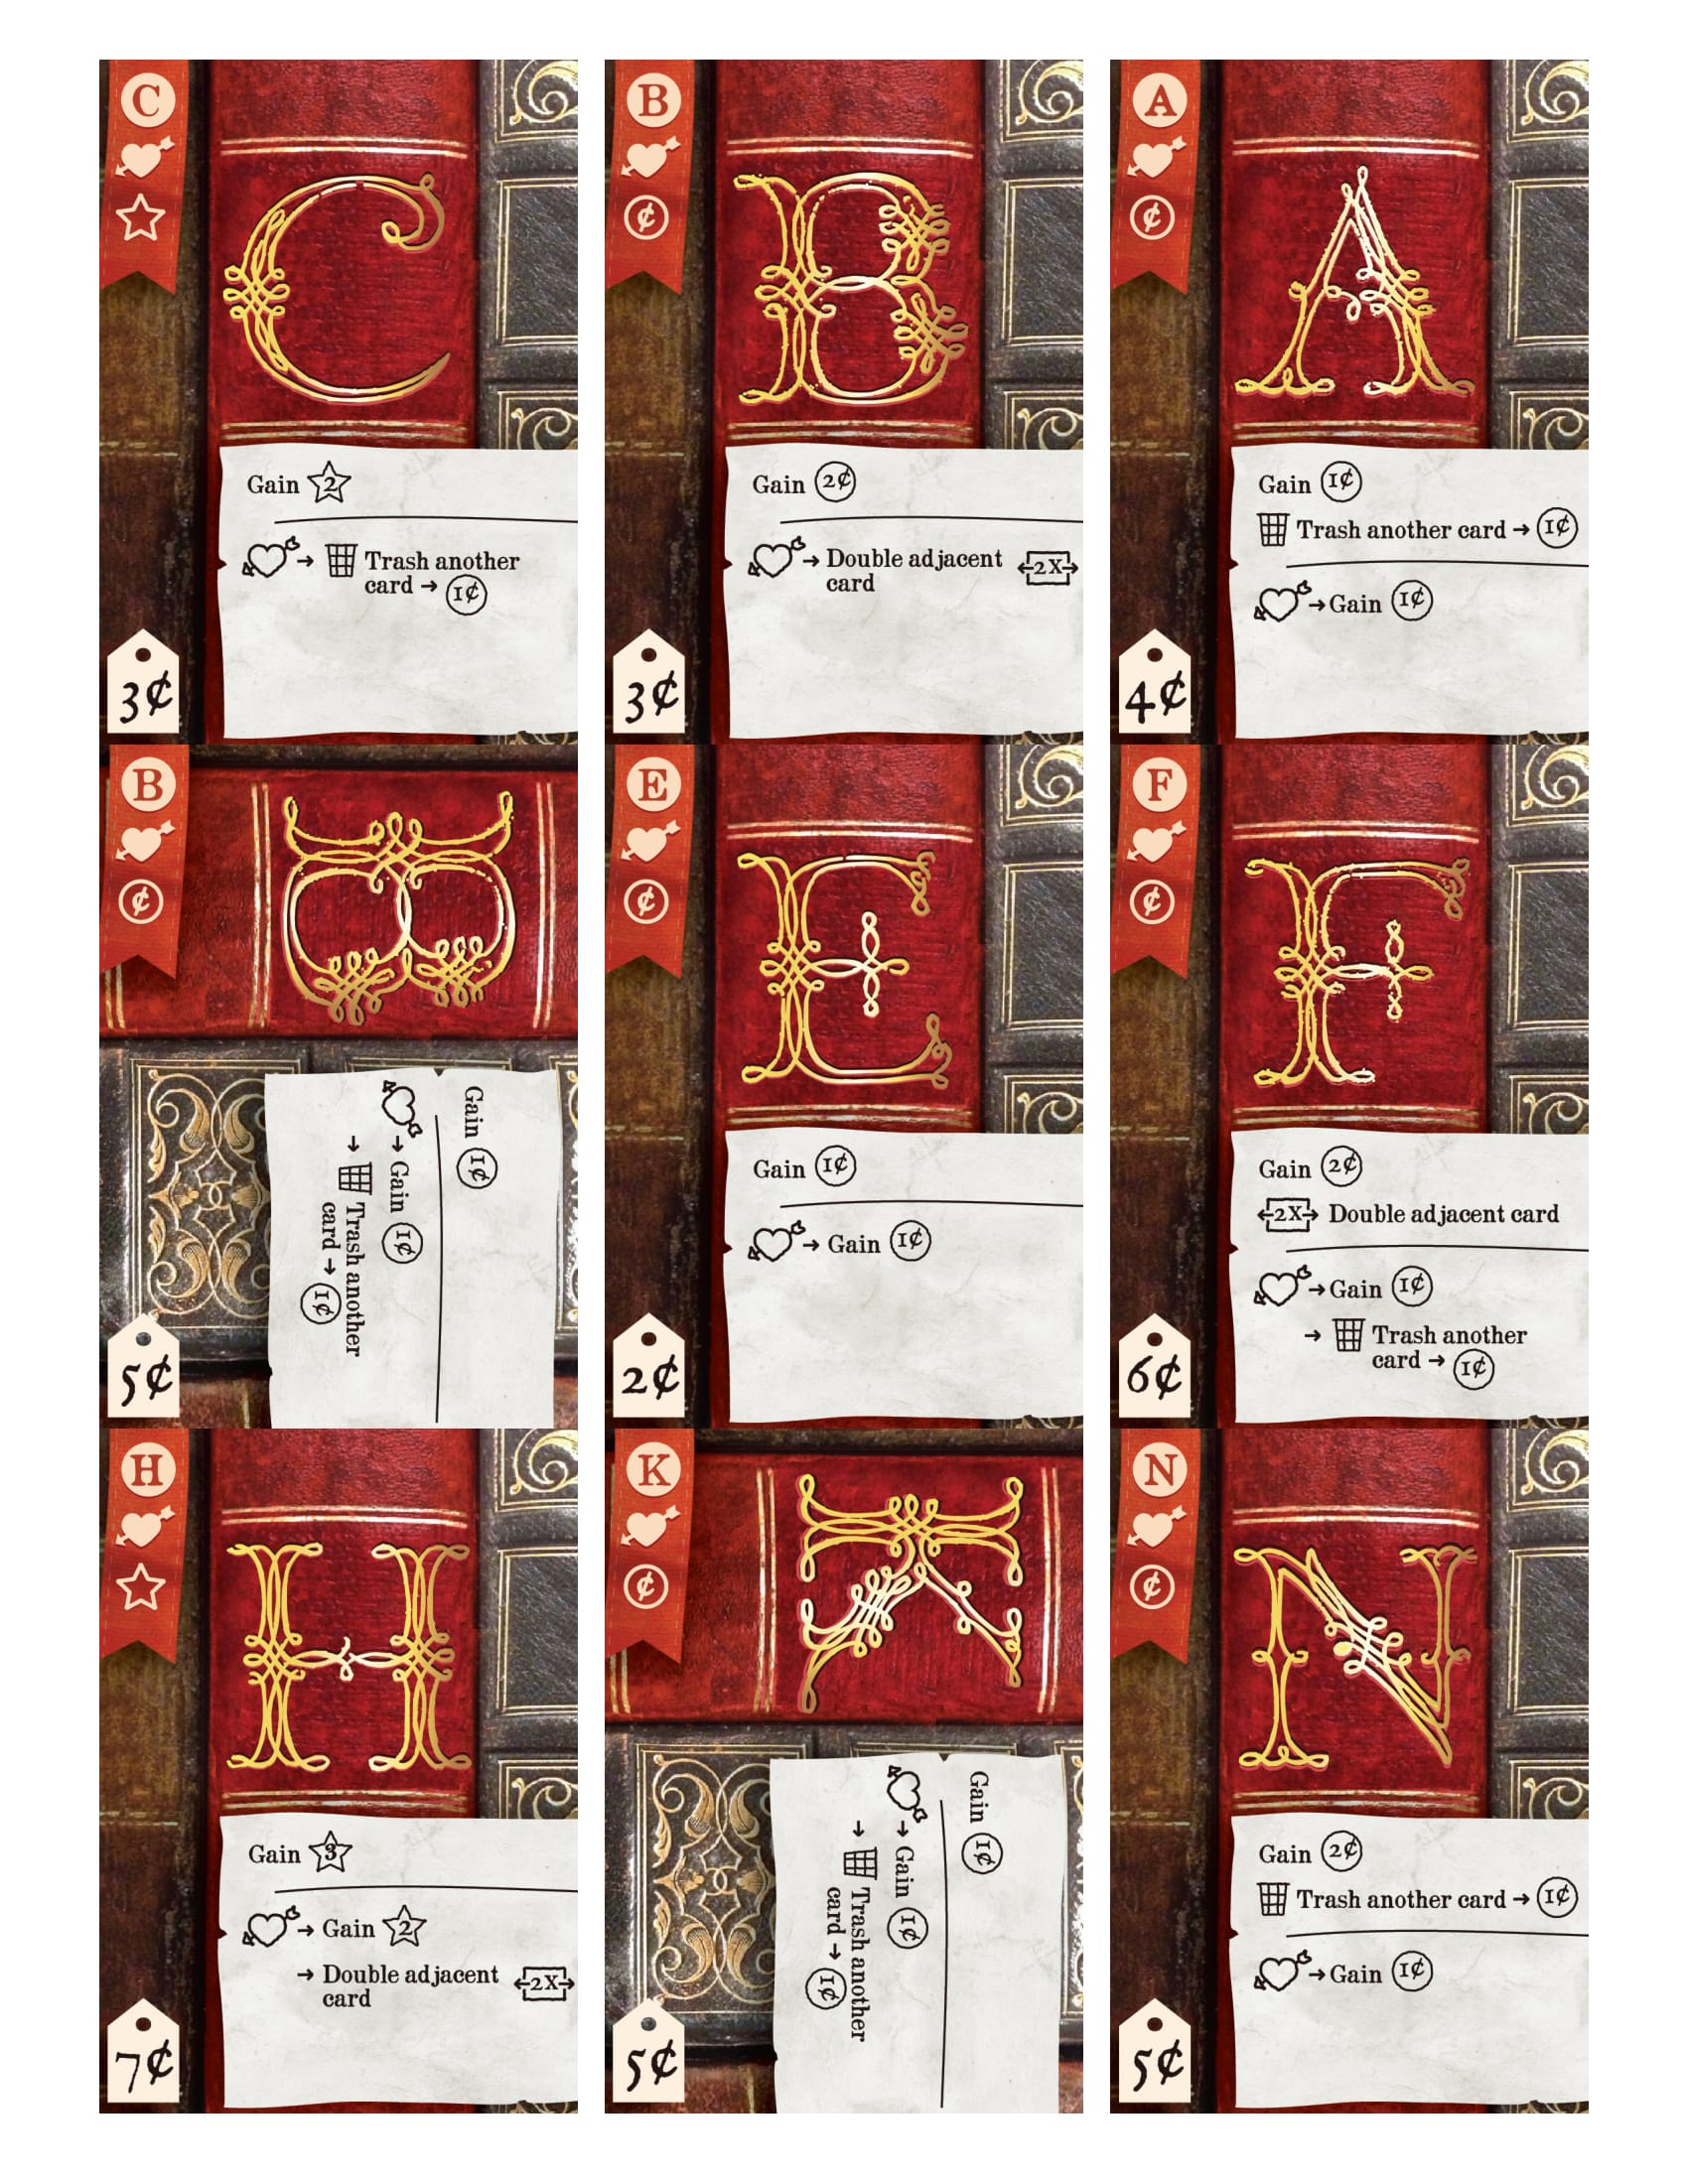 C
C
Gain 2
→ Trash another
card → 1¢
3¢
B
¢
B
Gain 2¢
→ Double adjacent ←2X→
card
3¢
A
¢
A
Gain 1¢
Trash another card → 1¢
→ Gain 1¢
4¢
B
¢
B
Gain 1¢
→ Gain 1¢
→ Trash another
card → 1¢
5¢
E
¢
E
Gain 1¢
→ Gain 1¢
2¢
F
¢
F
Gain 2¢
←2X→ Double adjacent card
→ Gain 1¢
→ Trash another
card → 1¢
6¢
H
H
Gain 3
→ Gain 2
→ Double adjacent ←2X→
card
7¢
K
¢
K
Gain 1¢
→ Gain 1¢
→ Trash another
card → 1¢
5¢
N
¢
N
Gain 2¢
Trash another card → 1¢
→ Gain 1¢
5¢